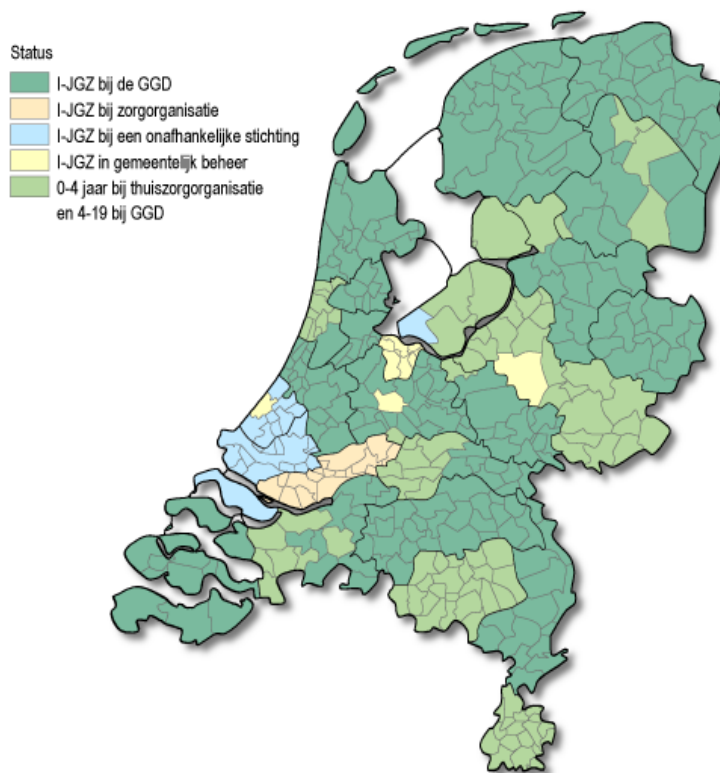 Status
I-JGZ bij de GGD
I-JGZ bij zorgorganisatie
I-JGZ bij een onafhankelijke stichting
I-JGZ in gemeentelijk beheer
0-4 jaar bij thuiszorgorganisatie
en 4-19 bij GGD